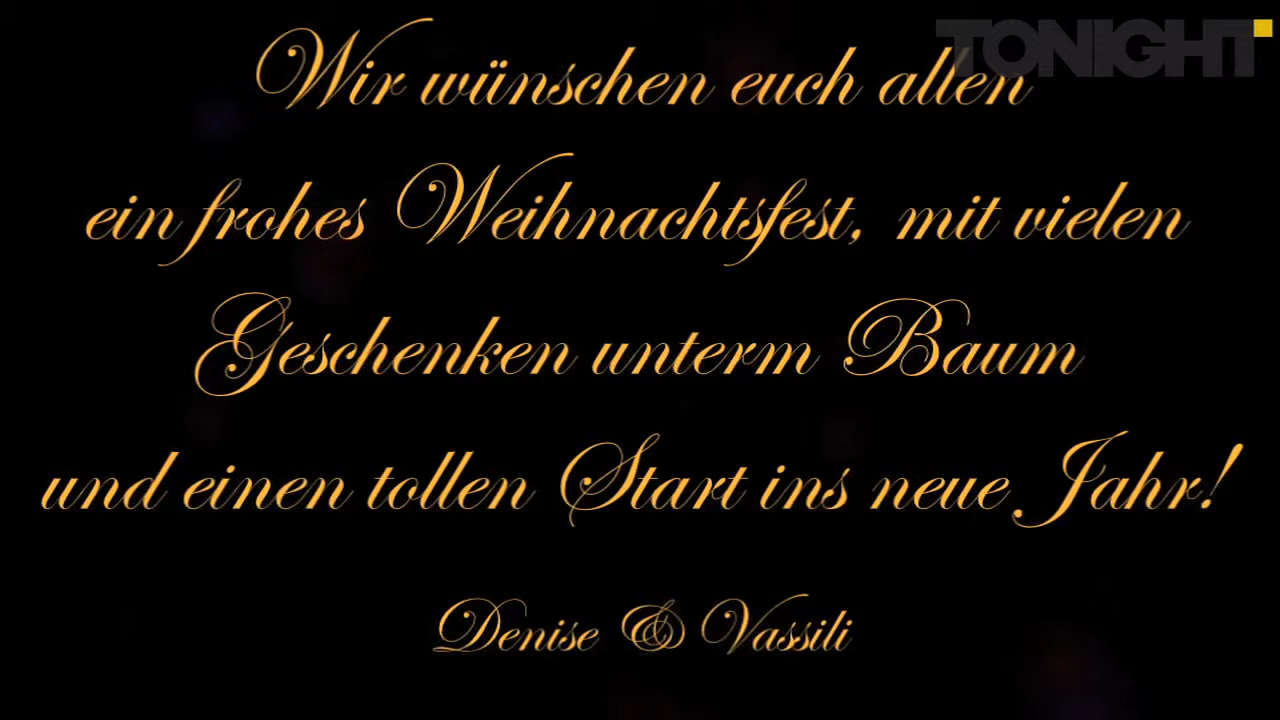 TONIGHT
Wir wünschen euch allen
ein frohes Weihnachtsfest, mit vielen
Geschenken unterm Baum
und einen tollen Start ins neue Jahr!
Denise & Vassili